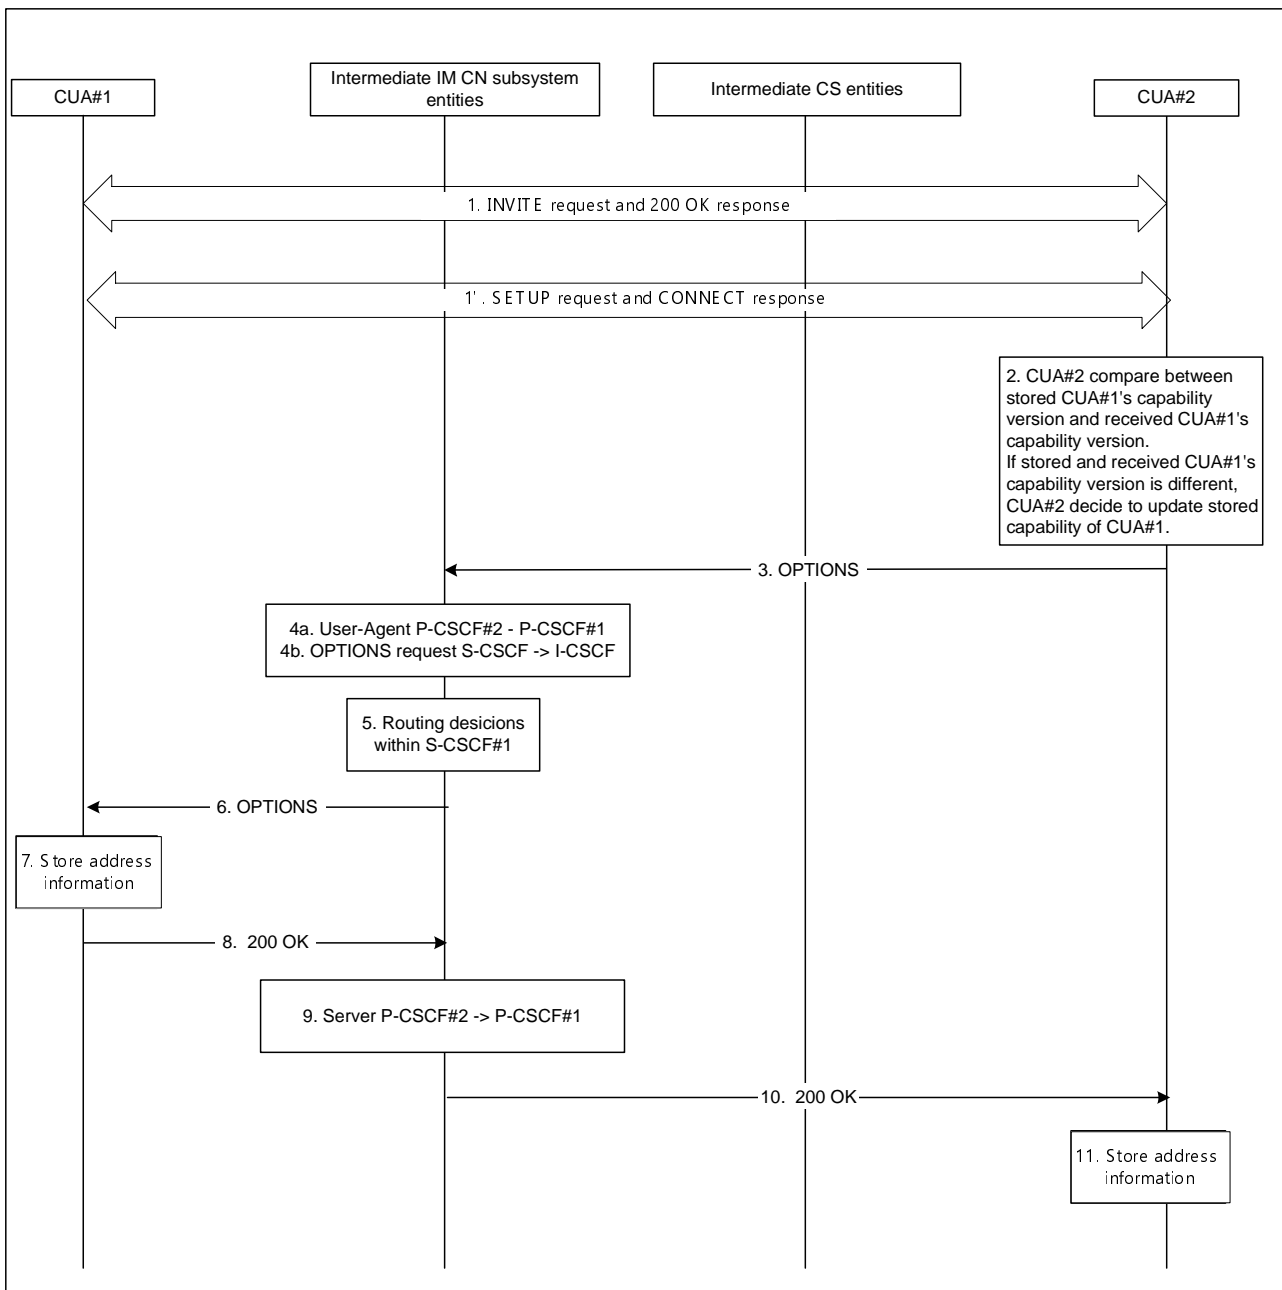 CUA#1
Intermediate IM CN subsystem
entities
Intermediate CS entities
CUA#2
1. INVITE request and 200 OK response
1'. SETUP request and CONNECT response
2. CUA#2 compare between
stored CUA#1's capability
version and received CUA#1's
capability version.
If stored and received CUA#1's
capability version is different,
CUA#2 decide to update stored
capability of CUA#1.
3. OPTIONS
4a. User-Agent P-CSCF#2 - P-CSCF#1
4b. OPTIONS request S-CSCF -> I-CSCF
5. Routing desicions
within S-CSCF#1
6. OPTIONS
7. Store address
information
8. 200 OK
9. Server P-CSCF#2 -> P-CSCF#1
10. 200 OK
11. Store address
information